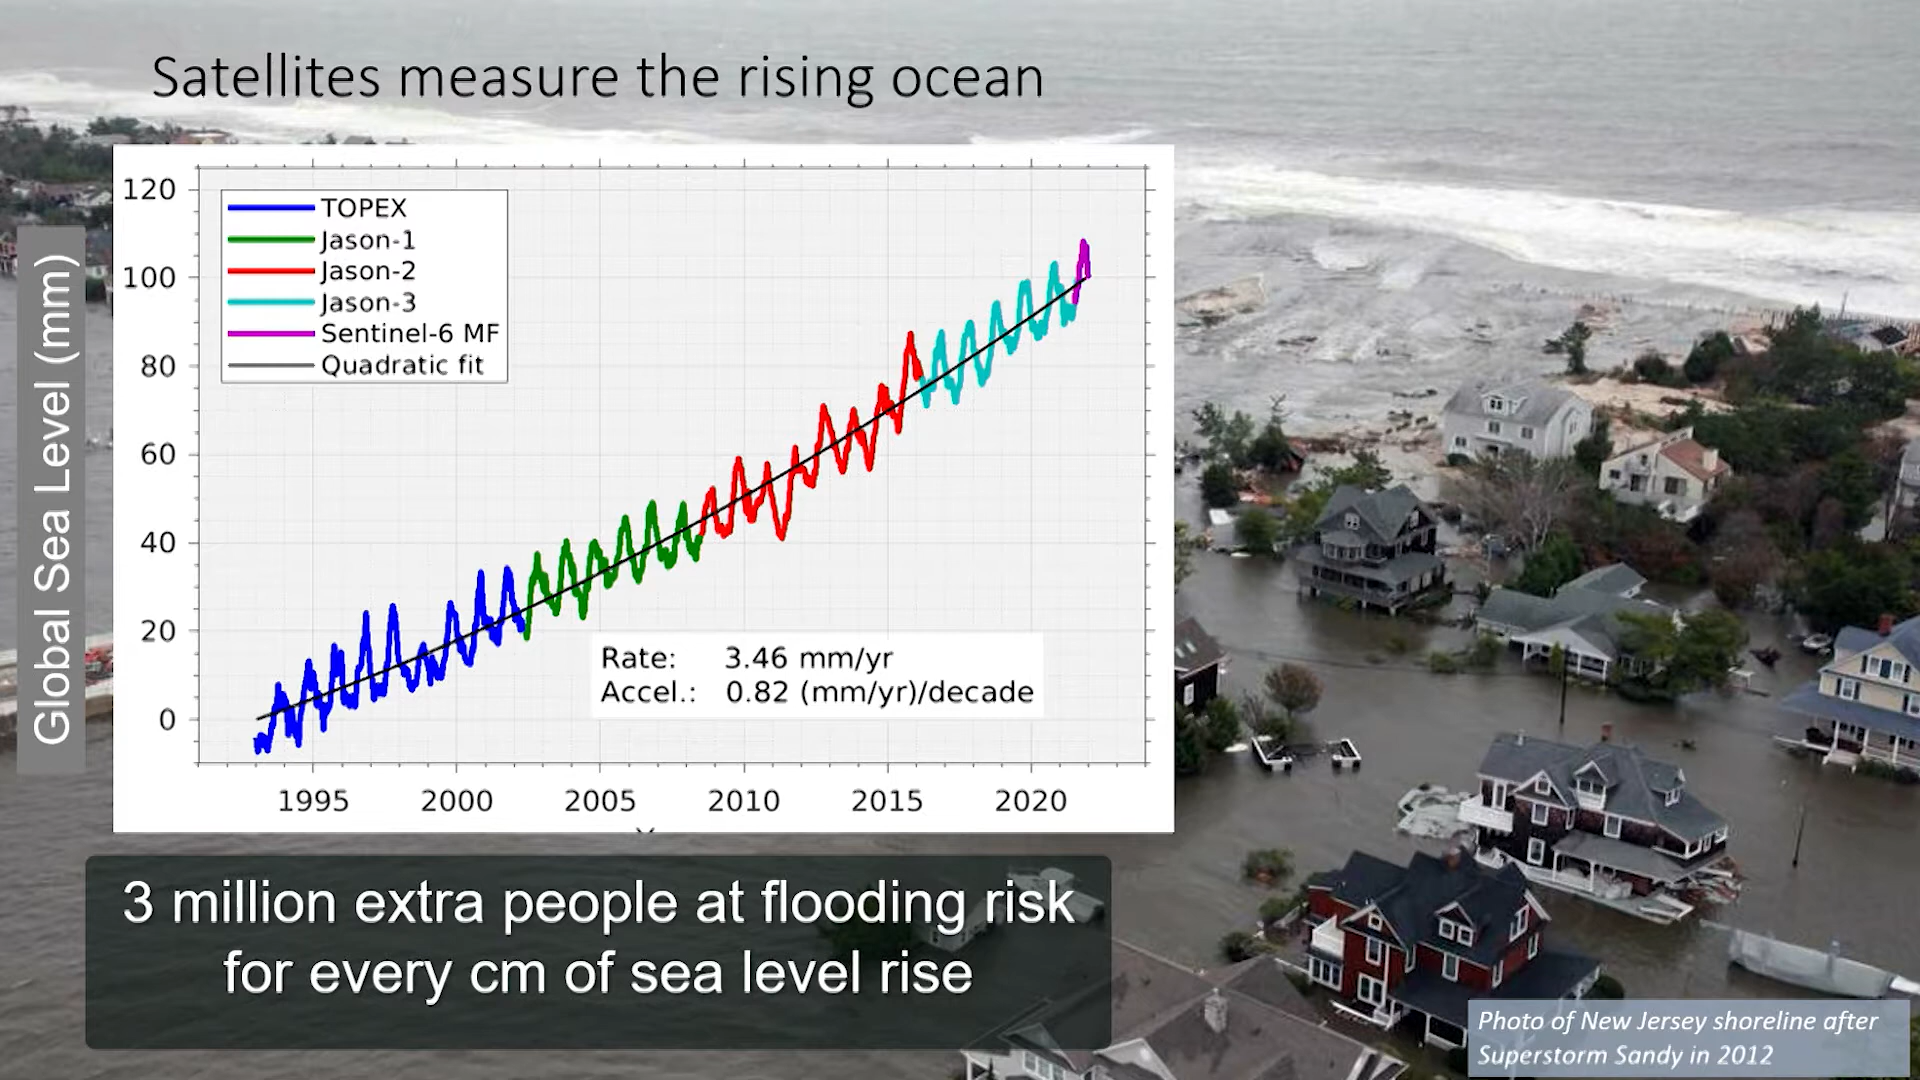 Satellites measure the rising ocean
Global Sea Level (mm)
120
100
80
60
40
20
0
TOPEX
Jason-1
Jason-2
Jason-3
Sentinel-6 MF
Quadratic fit
Rate: 3.46 mm/yr
Accel.: 0.82 (mm/yr)/decade
1995 2000 2005 2010 2015 2020
3 million extra people at flooding risk
for every cm of sea level rise
Photo of New Jersey shoreline after
Superstorm Sandy in 2012